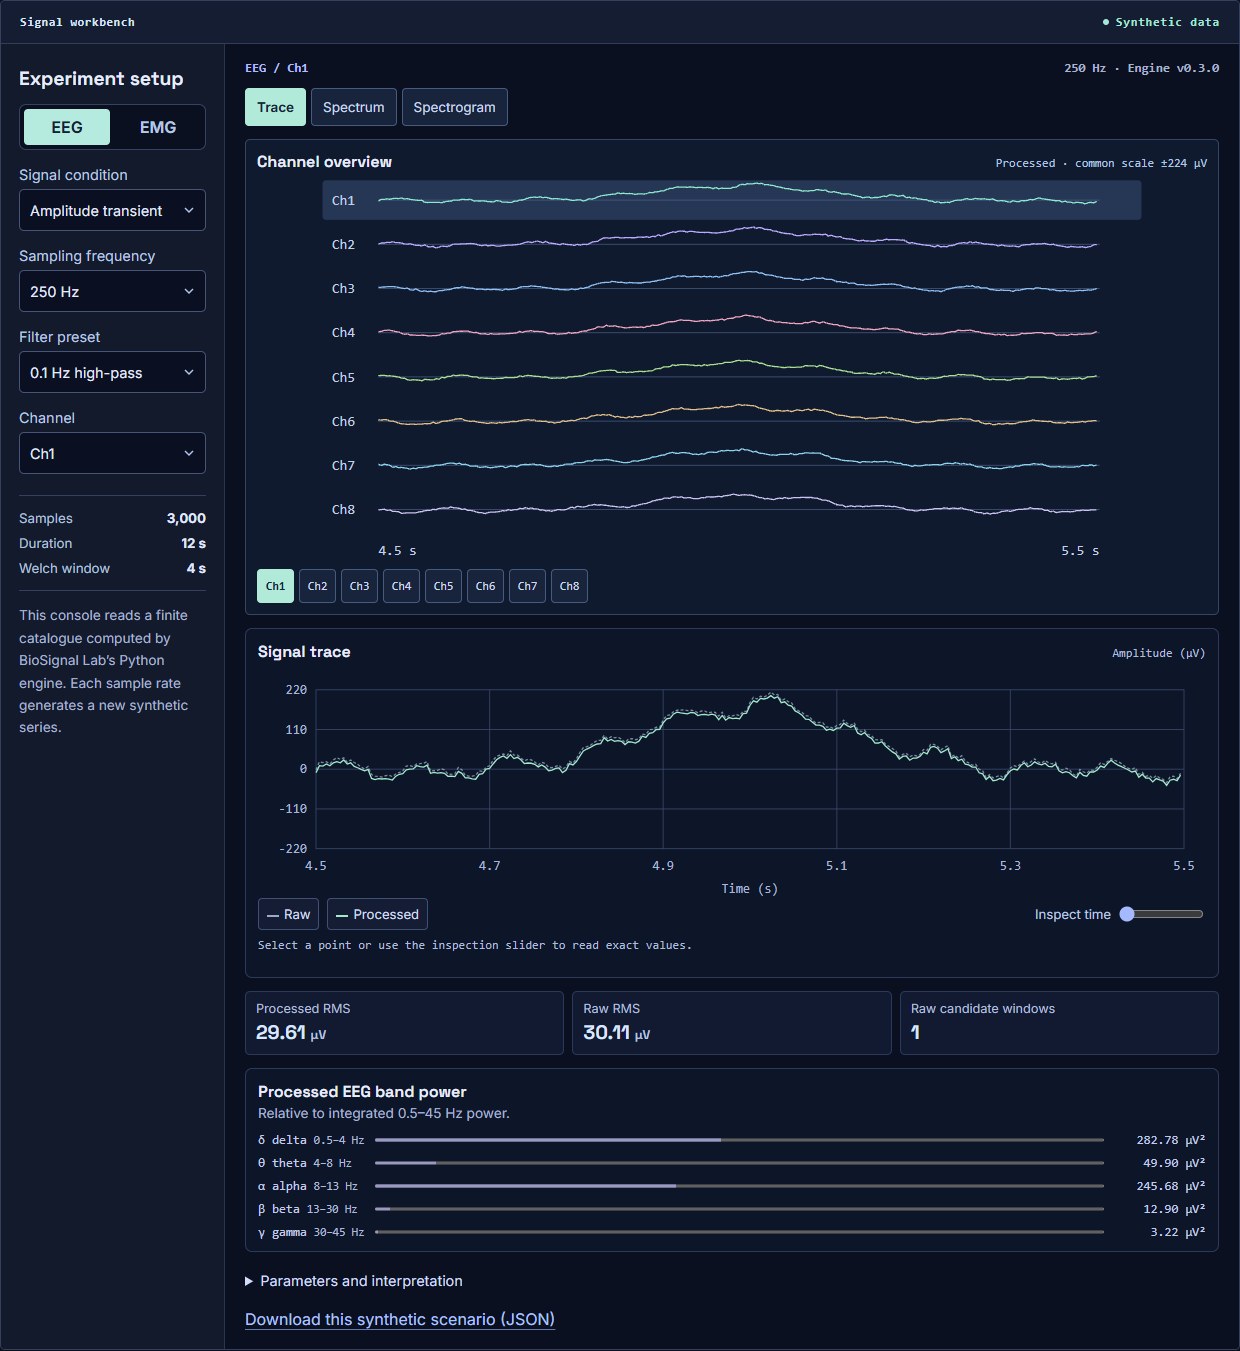 Signal workbench
Synthetic data
Experiment setup
EEG
EMG
Signal condition
Amplitude transient
Sampling frequency
250 Hz
Filter preset
0.1 Hz high-pass
Channel
Ch1
Samples 3,000
Duration 12 s
Welch window 4 s
This console reads a finite
catalogue computed by
BioSignal Lab's Python
engine. Each sample rate
generates a new synthetic
series.
EEG / Ch1
250 Hz · Engine v0.3.0
Trace
Spectrum
Spectrogram
Channel overview
Processed · common scale ±224 μV
Ch1
Ch2
Ch3
Ch4
Ch5
Ch6
Ch7
Ch8
4.5 s
5.5 s
Ch1 Ch2 Ch3 Ch4 Ch5 Ch6 Ch7 Ch8
Signal trace
Amplitude (μV)
220
110
0
-110
-220
4.5 4.7 4.9 5.1 5.3 5.5
Time (s)
Raw
Processed
Inspect time
Select a point or use the inspection slider to read exact values.
Processed RMS
29.61 μV
Raw RMS
30.11 μV
Raw candidate windows
1
Processed EEG band power
Relative to integrated 0.5–45 Hz power.
δ delta 0.5–4 Hz 282.78 μV²
θ theta 4–8 Hz 49.90 μV²
α alpha 8–13 Hz 245.68 μV²
β beta 13–30 Hz 12.90 μV²
γ gamma 30–45 Hz 3.22 μV²
Parameters and interpretation
Download this synthetic scenario (JSON)